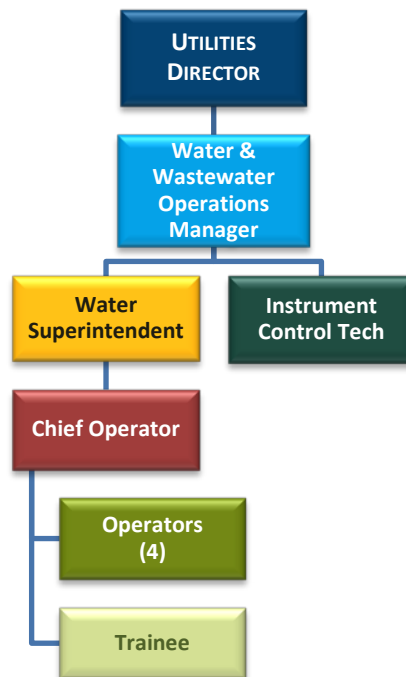 UTILITIES
DIRECTOR
Water &
Wastewater
Operations
Manager
Water
Superintendent
Instrument
Control Tech
Chief Operator
Operators
(4)
Trainee